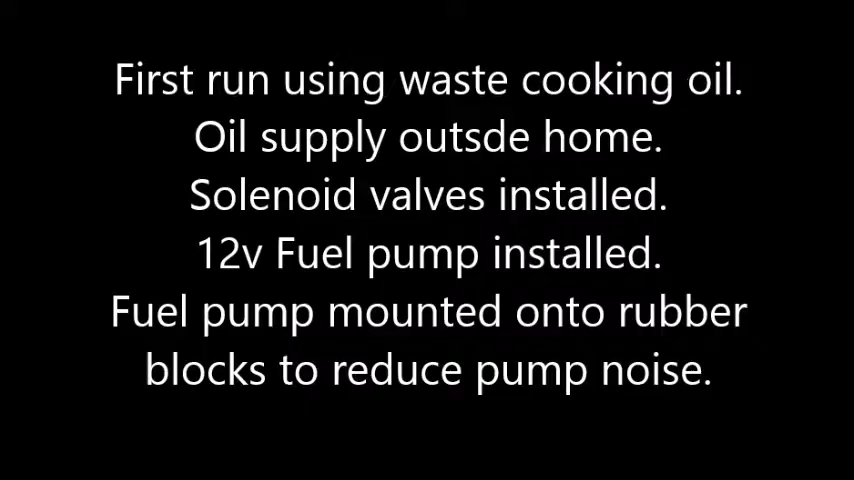 First run using waste cooking oil.
Oil supply outsde home.
Solenoid valves installed.
12v Fuel pump installed.
Fuel pump mounted onto rubber
blocks to reduce pump noise.